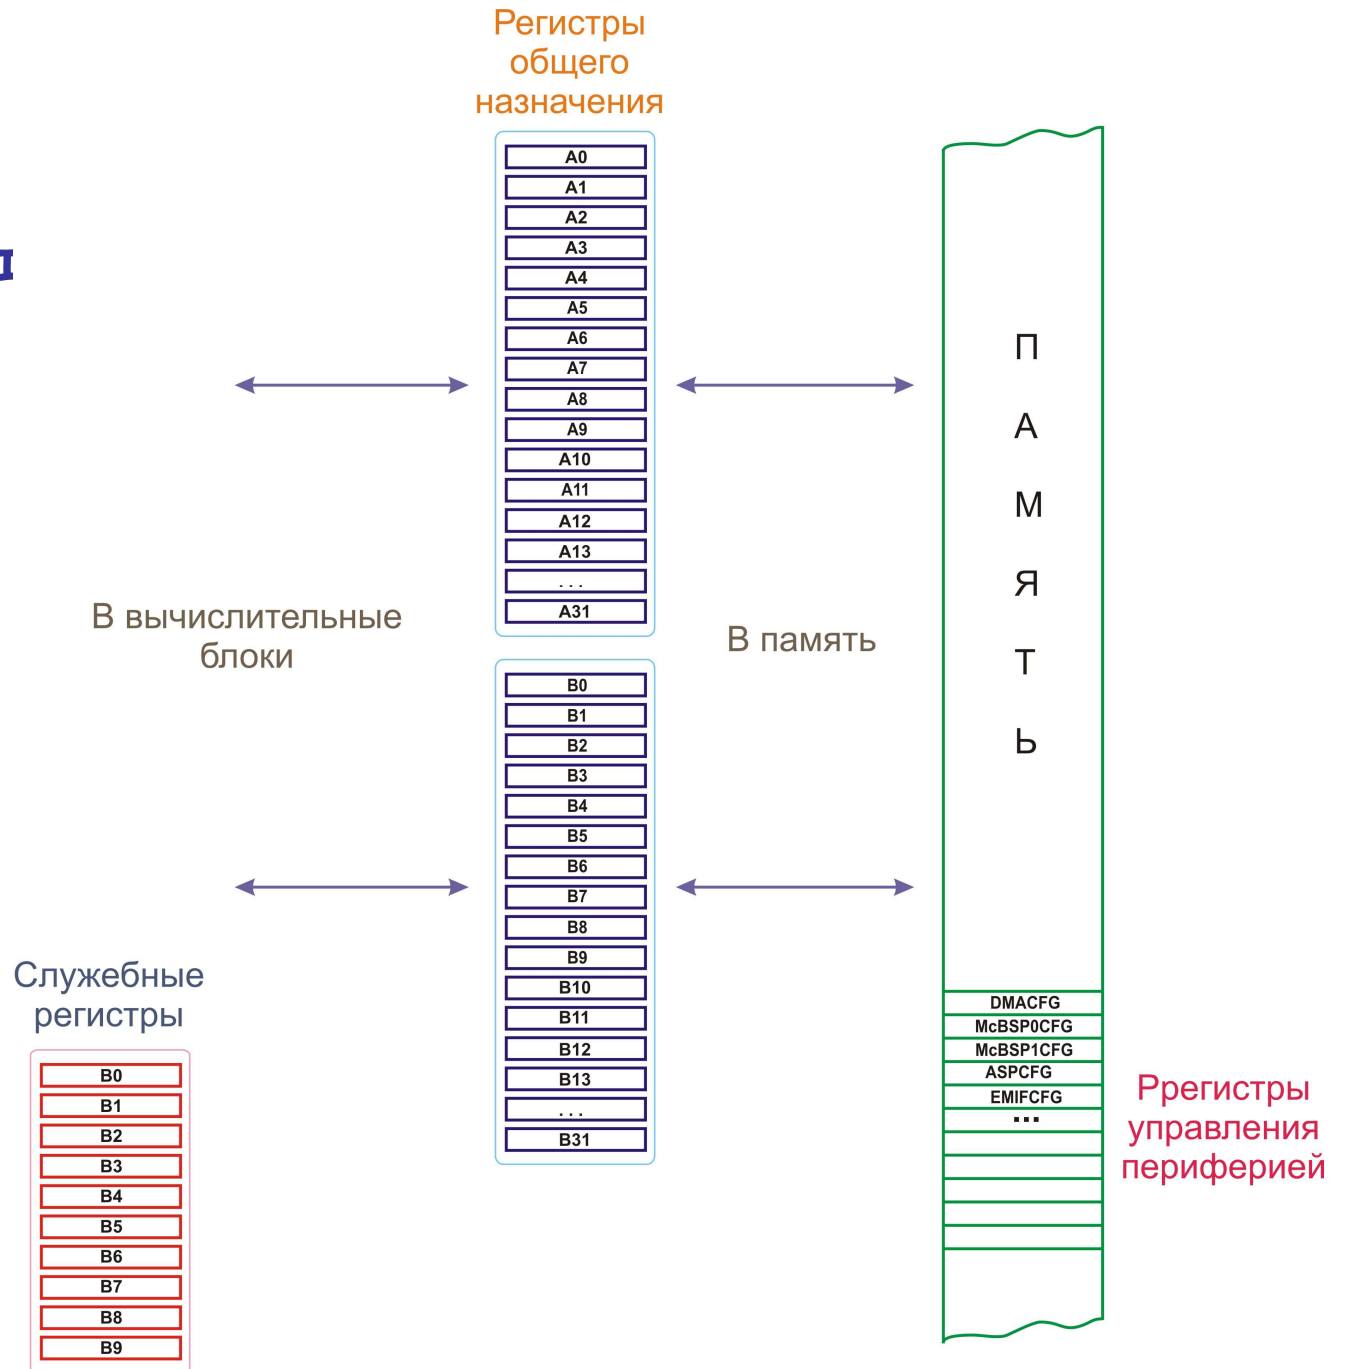 Регистры
общего
назначения
A0
A1
A2
A3
A4
A5
A6
A7
A8
A9
A10
A11
A12
A13
...
A31
В вычислительные
блоки
B0
B1
B2
B3
B4
B5
B6
B7
B8
B9
B10
B11
B12
B13
...
B31
В память
П
А
М
Я
Т
Ь
DMACFG
McBSP0CFG
McBSP1CFG
ASPCFG
EMIFCFG
...
Ррегистры
управления
периферией
Служебные
регистры
B0
B1
B2
B3
B4
B5
B6
B7
B8
B9